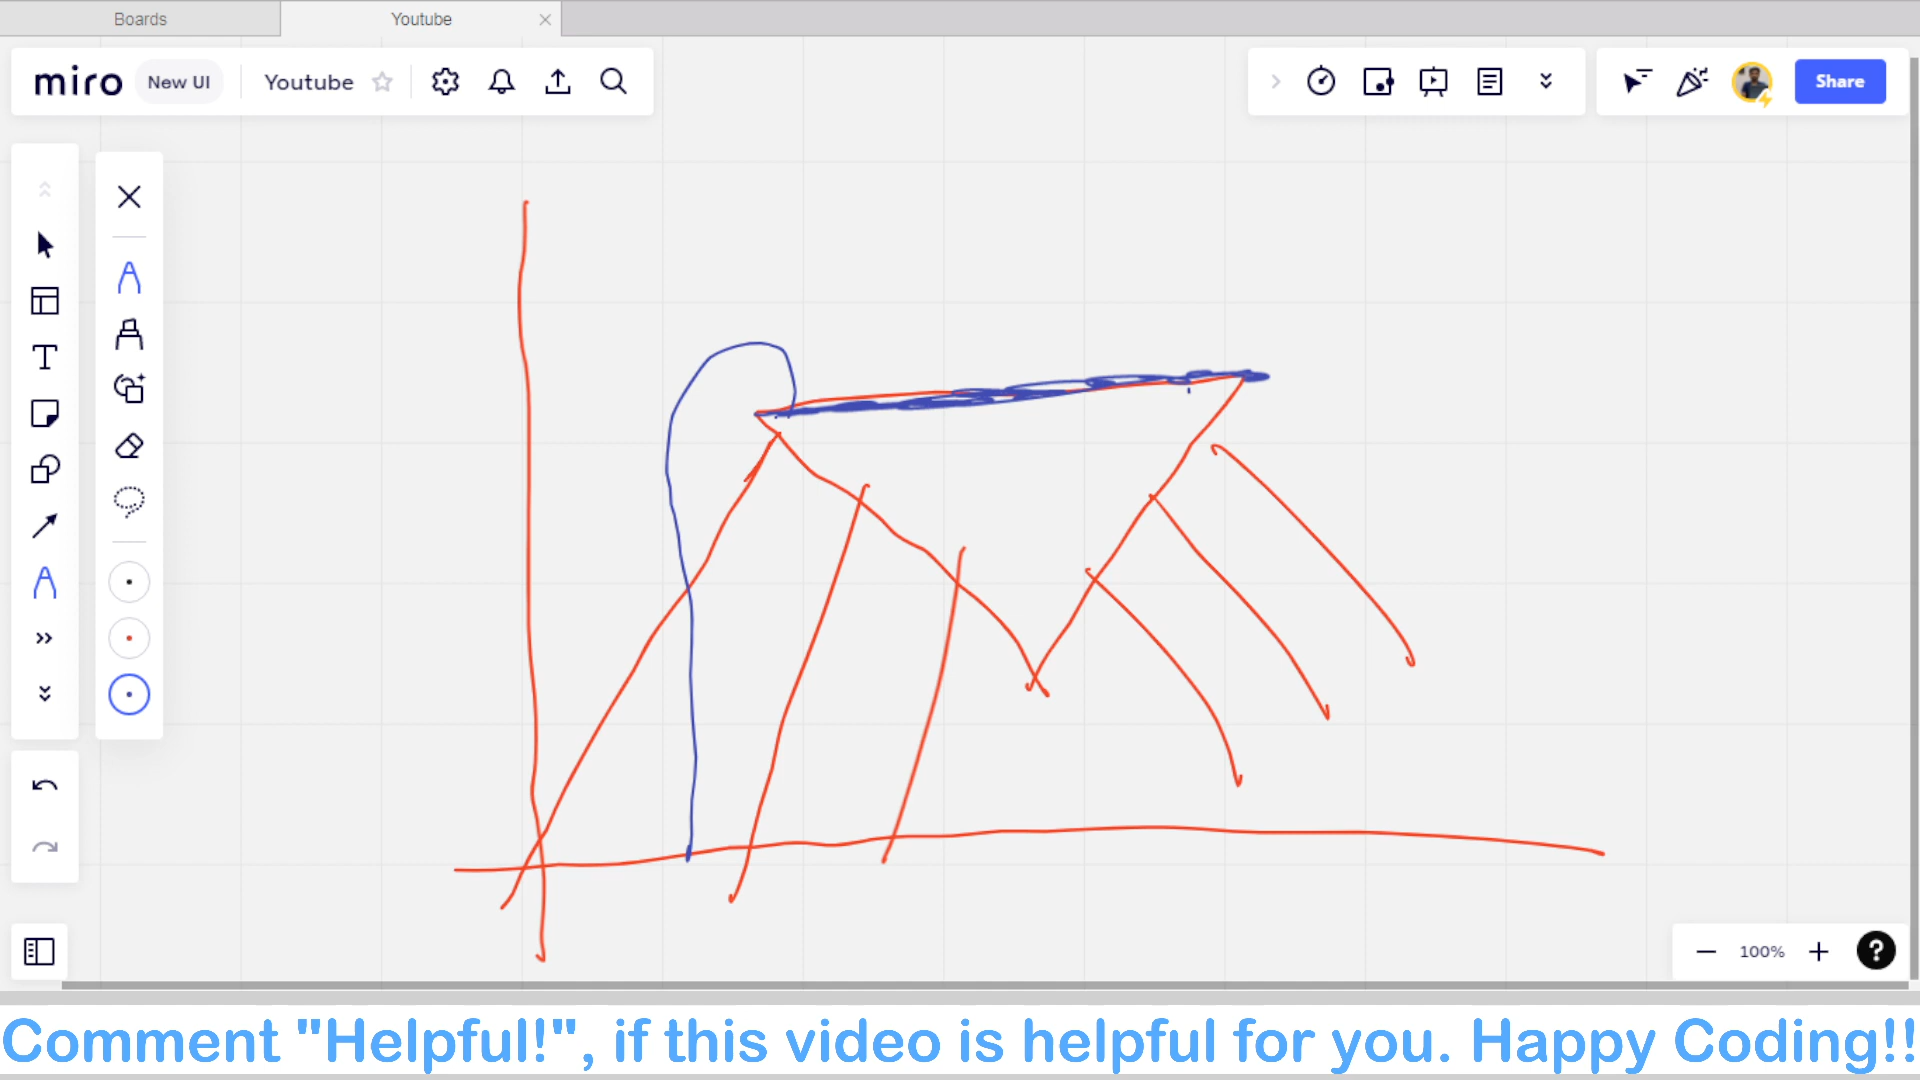 Boards
Youtube
miro
New UI
Youtube
Share
100%
?
Comment "Helpful!", if this video is helpful for you. Happy Coding!!